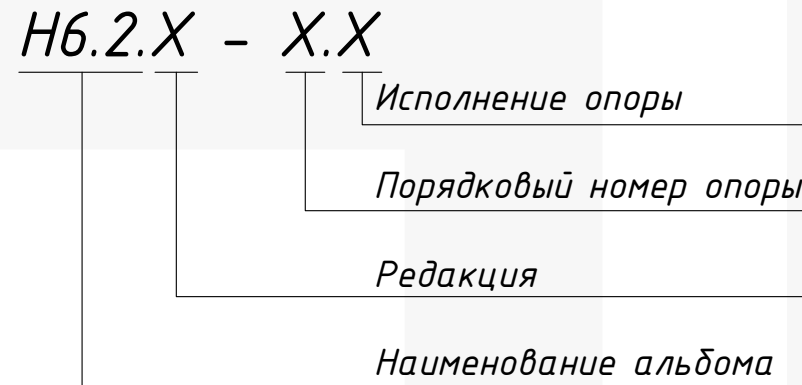 Н6.2.Х - Х.Х
Исполнение опоры
Порядковый номер опоры
Редакция
Наименование альбома